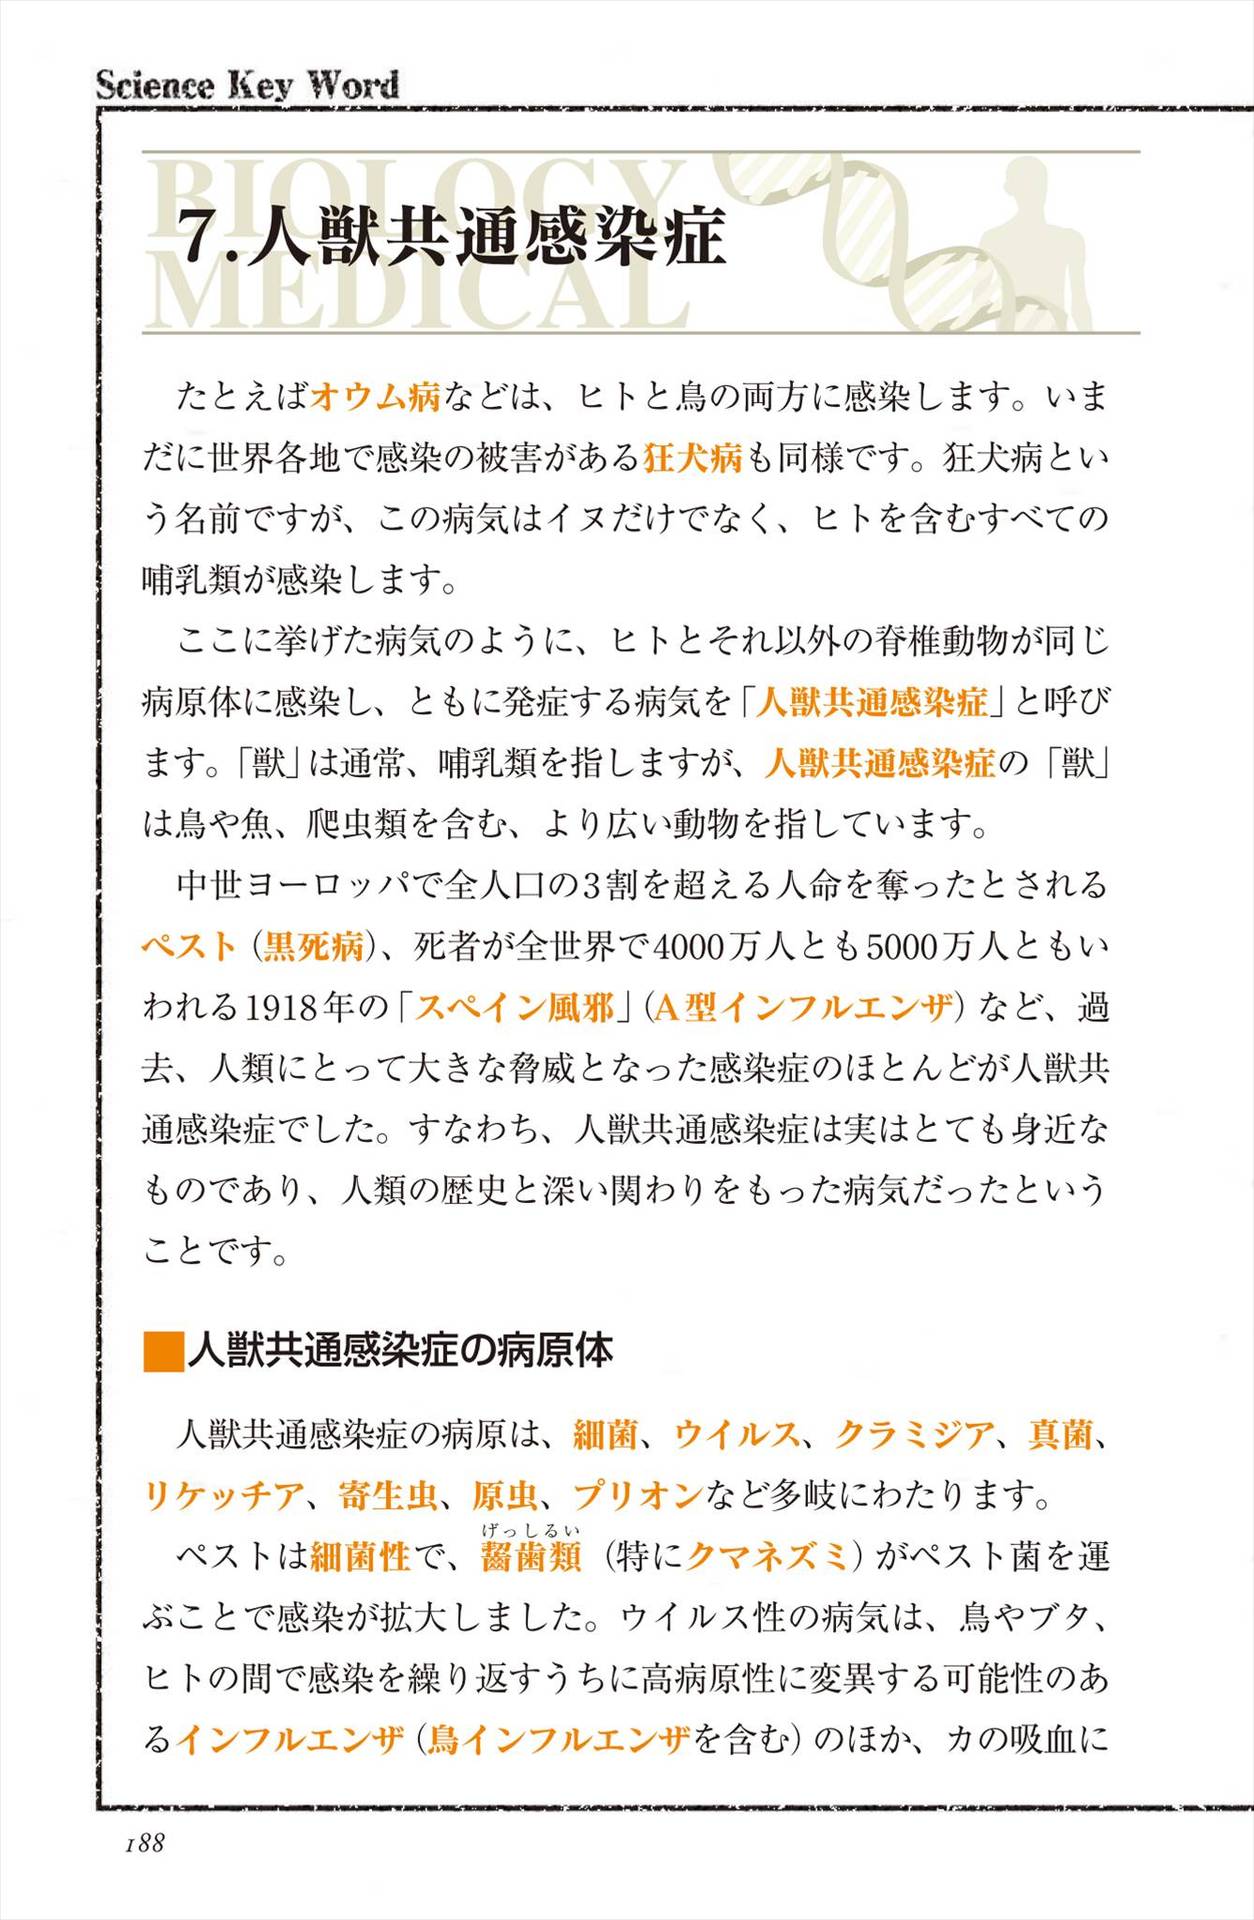 Science Key Word
BIOLOGY
MEDICAL
7.人獣共通感染症
たとえばオウム病などは、ヒトと鳥の両方に感染します。いま
だに世界各地で感染の被害がある狂犬病も同様です。狂犬病とい
う名前ですが、この病気はイヌだけでなく、ヒトを含むすべての
哺乳類が感染します。
ここに挙げた病気のように、ヒトとそれ以外の脊椎動物が同じ
病原体に感染し、ともに発症する病気を「人獣共通感染症」と呼び
ます。「獣」は通常、哺乳類を指しますが、人獣共通感染症の「獣」
は鳥や魚、爬虫類を含む、より広い動物を指しています。
中世ヨーロッパで全人口の3割を超える人命を奪ったとされる
ペスト（黒死病）、死者が全世界で4000万人とも5000万人ともい
われる1918年の「スペイン風邪」（A型インフルエンザ）など、過
去、人類にとって大きな脅威となった感染症のほとんどが人獣共
通感染症でした。すなわち、人獣共通感染症は実はとても身近な
ものであり、人類の歴史と深い関わりをもった病気だったという
ことです。
■人獣共通感染症の病原体
人獣共通感染症の病原は、細菌、ウイルス、クラミジア、真菌、
リケッチア、寄生虫、原虫、プリオンなど多岐にわたります。
げっしるい
ペストは細菌性で、齧歯類（特にクマネズミ）がペスト菌を運
ぶことで感染が拡大しました。ウイルス性の病気は、鳥やブタ、
ヒトの間で感染を繰り返すうちに高病原性に変異する可能性のあ
るインフルエンザ（鳥インフルエンザを含む）のほか、カの吸血に
188